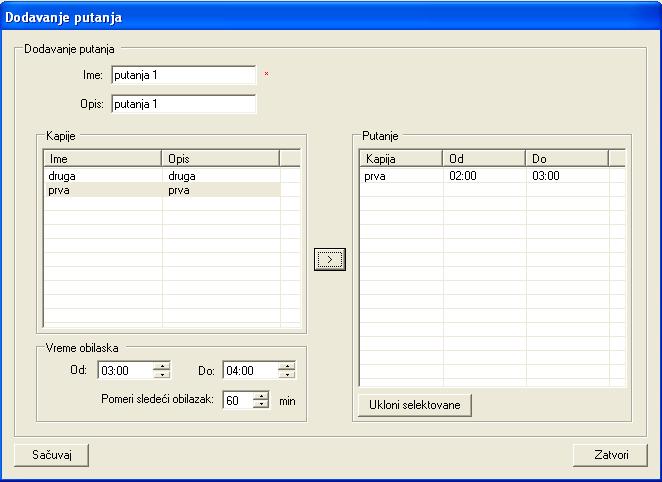 Dodavanje putanja
Dodavanje putanja
Ime: putanja 1 *
Opis: putanja 1
Kapije
Ime Opis
druga druga
prva prva
Vreme obilaska
Od: 03:00 Do: 04:00
Pomeri sledeći obilazak: 60 min
>
Putanje
Kapija Od Do
prva 02:00 03:00
Ukloni selektovane
Sačuvaj Zatvori